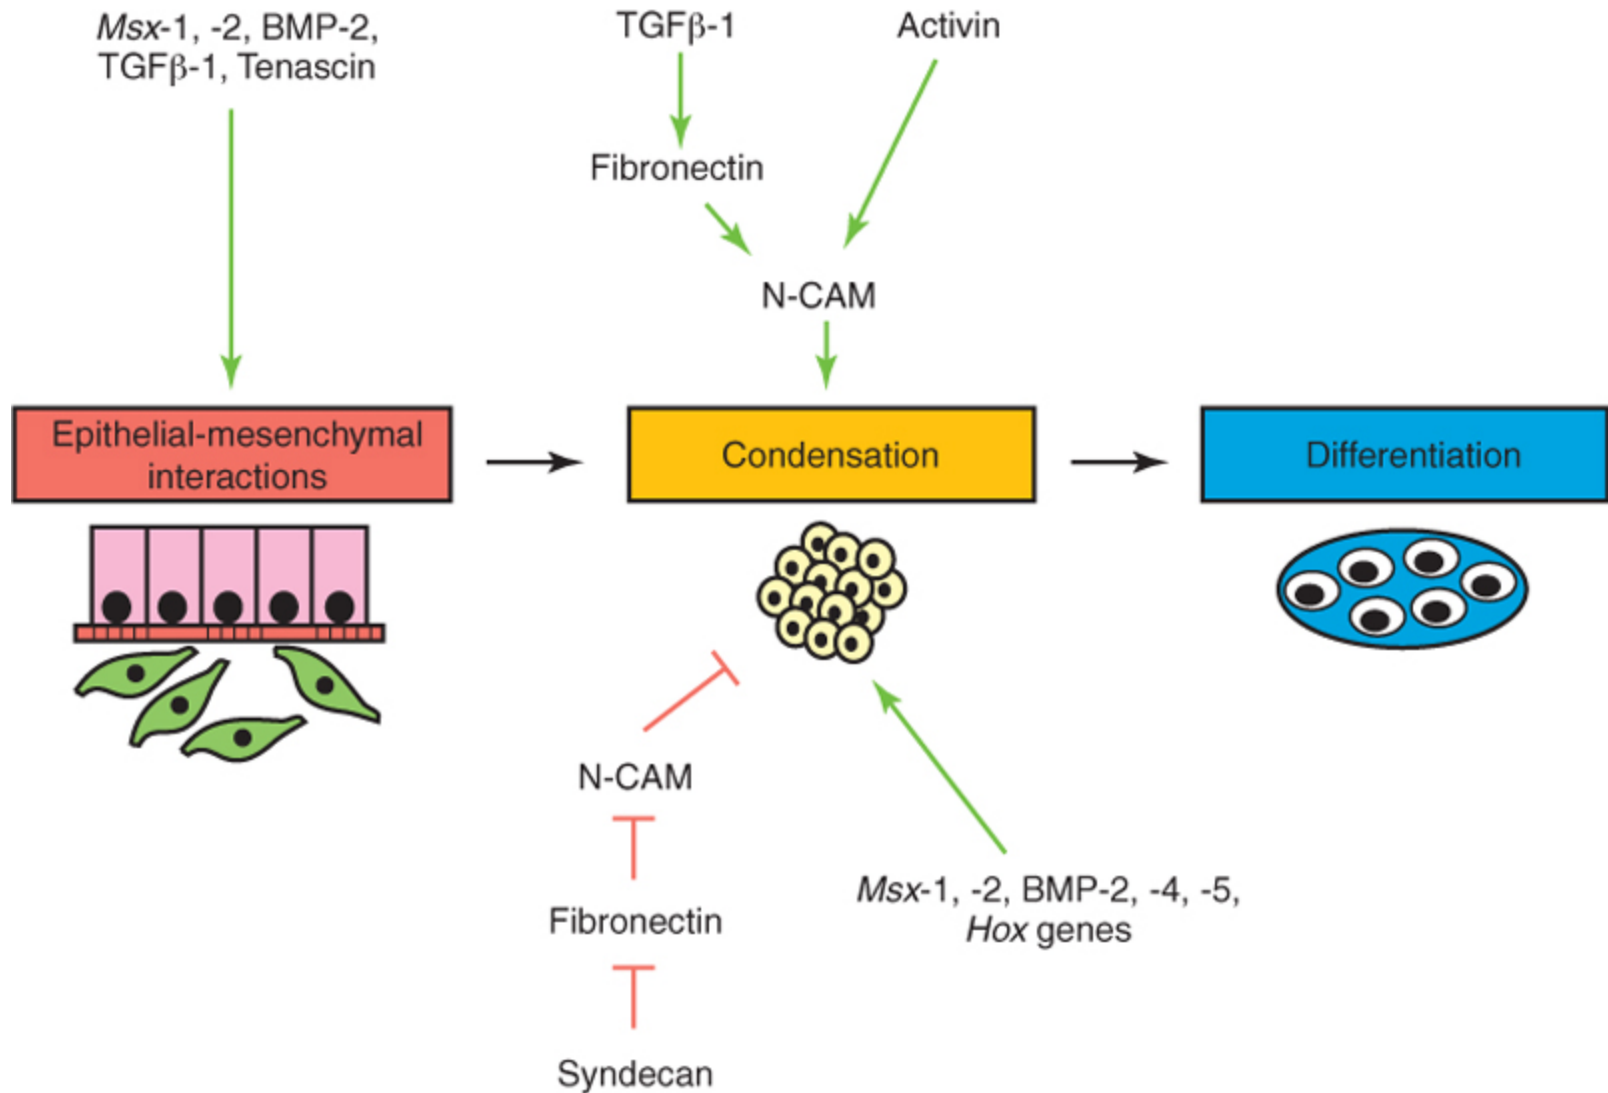 Msx-1, -2, BMP-2,
TGFβ-1, Tenascin
TGFβ-1
Activin
Fibronectin
N-CAM
Epithelial-mesenchymal
interactions
Condensation
Differentiation
N-CAM
Fibronectin
Syndecan
Msx-1, -2, BMP-2, -4, -5,
Hox genes